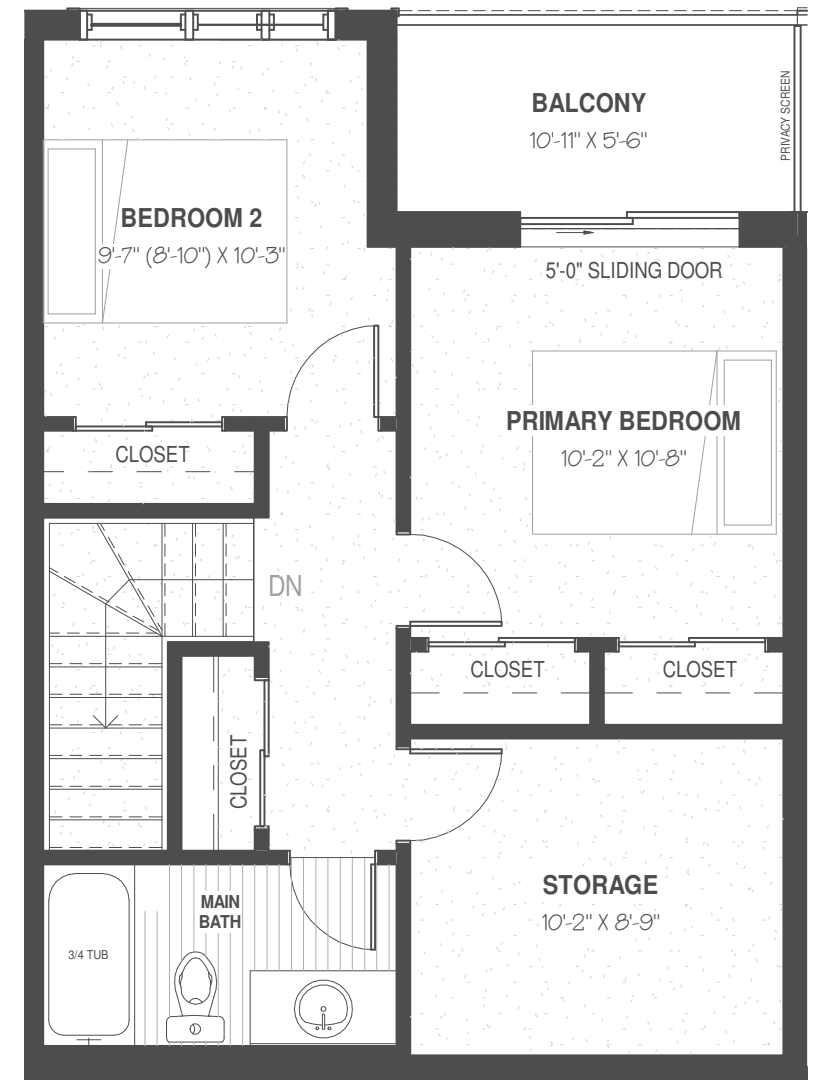 BALCONY
10'-11" X 5'-6"
PRIVACY SCREEN
BEDROOM 2
9'-7" (8'-10") X 10'-3"
5'-0" SLIDING DOOR
PRIMARY BEDROOM
10'-2" X 10'-8"
CLOSET
DN
CLOSET
CLOSET
CLOSET
STORAGE
10'-2" X 8'-9"
MAIN
BATH
3/4 TUB